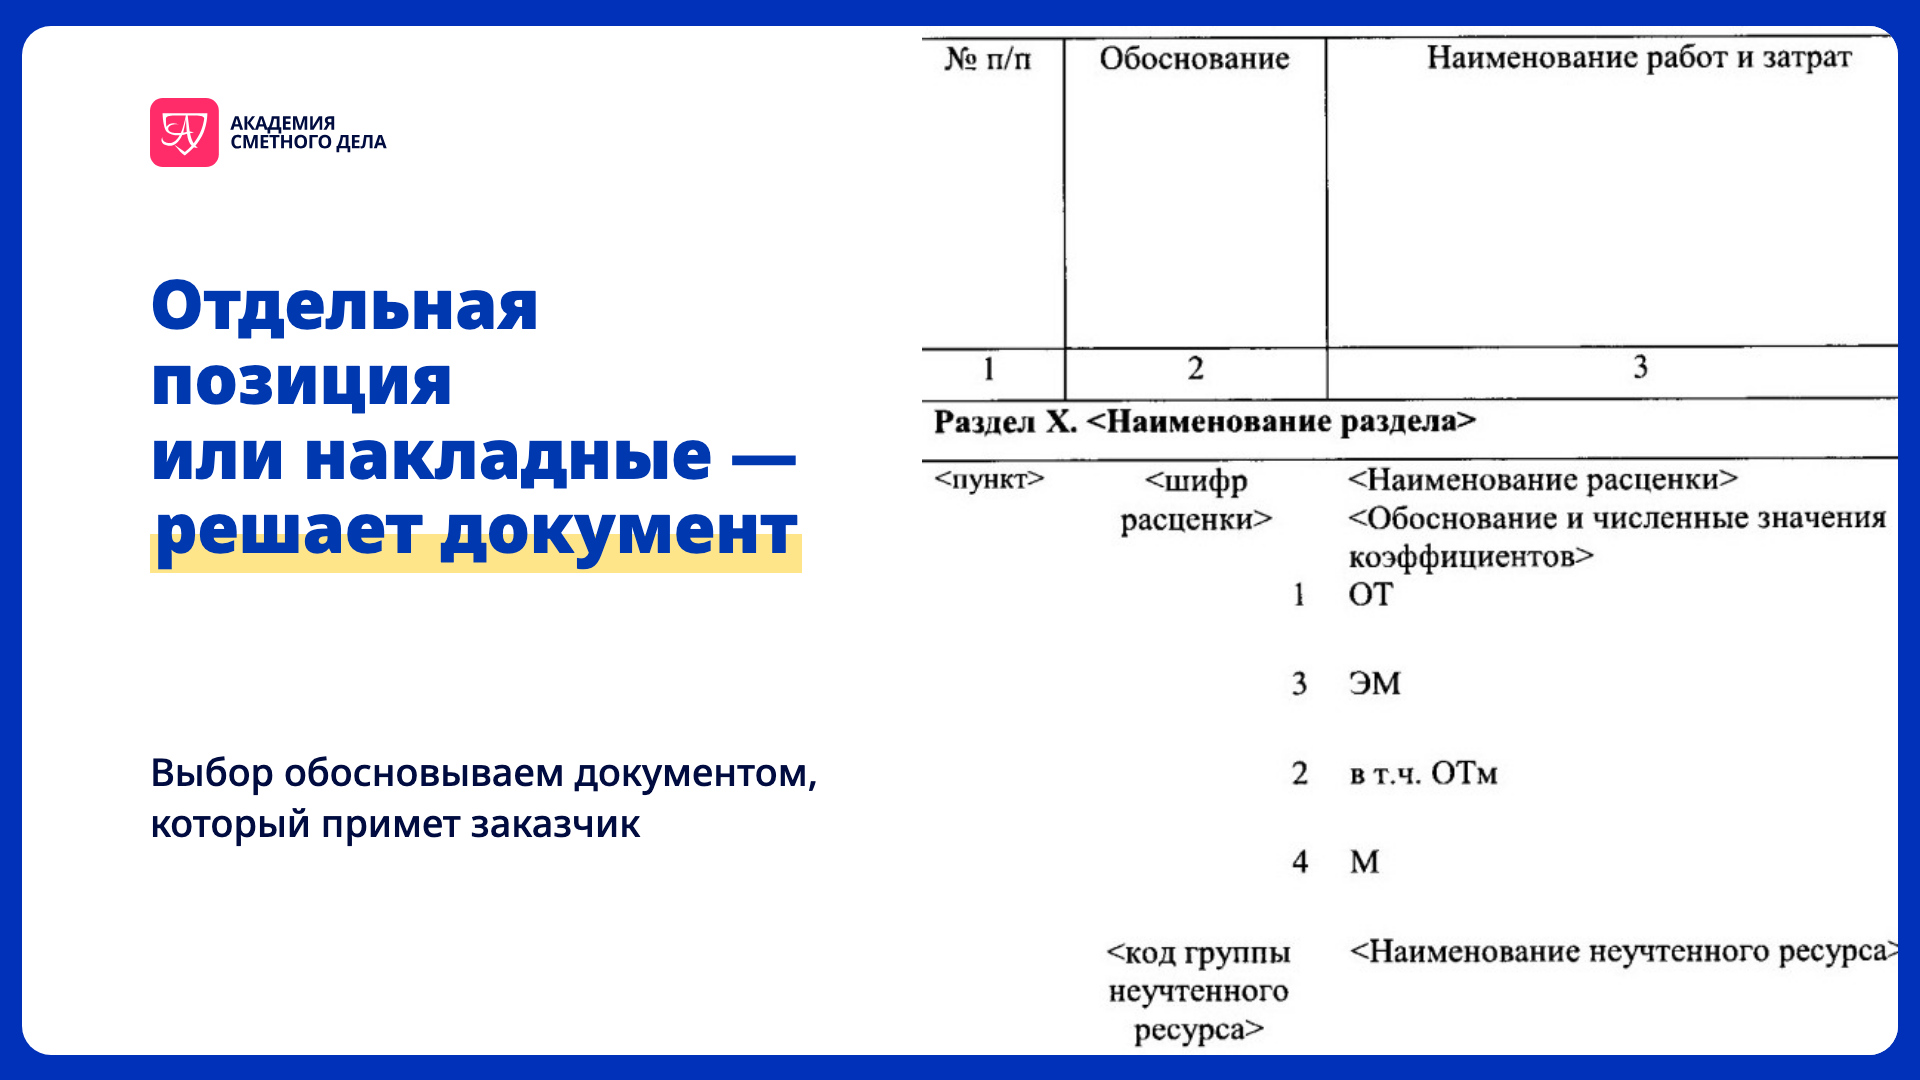 АКАДЕМИЯ
СМЕТНОГО ДЕЛА
Отдельная
позиция
или накладные —
решает документ
Выбор обосновываем документом,
который примет заказчик
№ п/п Обоснование Наименование работ и затрат
1 2 3
Раздел X. <Наименование раздела>
<пункт> <шифр <Наименование расценки>
расценки> <Обоснование и численные значения
коэффициентов>
1 ОТ
3 ЭМ
2 в т.ч. ОТм
4 М
<код группы <Наименование неучтенного ресурса>
неучтенного
ресурса>